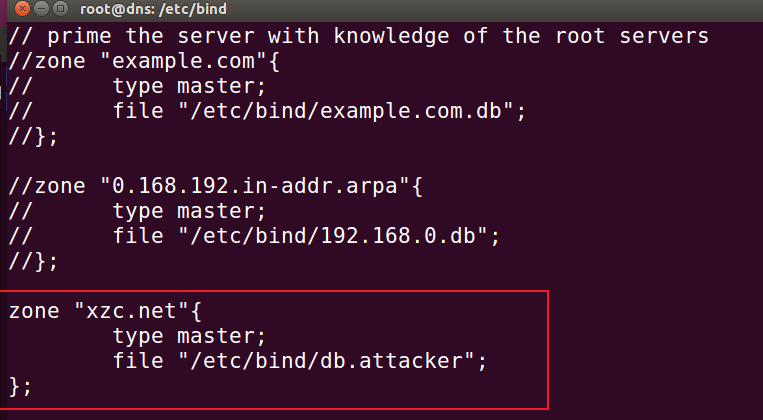 root@dns: /etc/bind
// prime the server with knowledge of the root servers
//zone "example.com"{
//      type master;
//      file "/etc/bind/example.com.db";
//};
//zone "0.168.192.in-addr.arpa"{
//      type master;
//      file "/etc/bind/192.168.0.db";
//};
zone "xzc.net"{
        type master;
        file "/etc/bind/db.attacker";
};